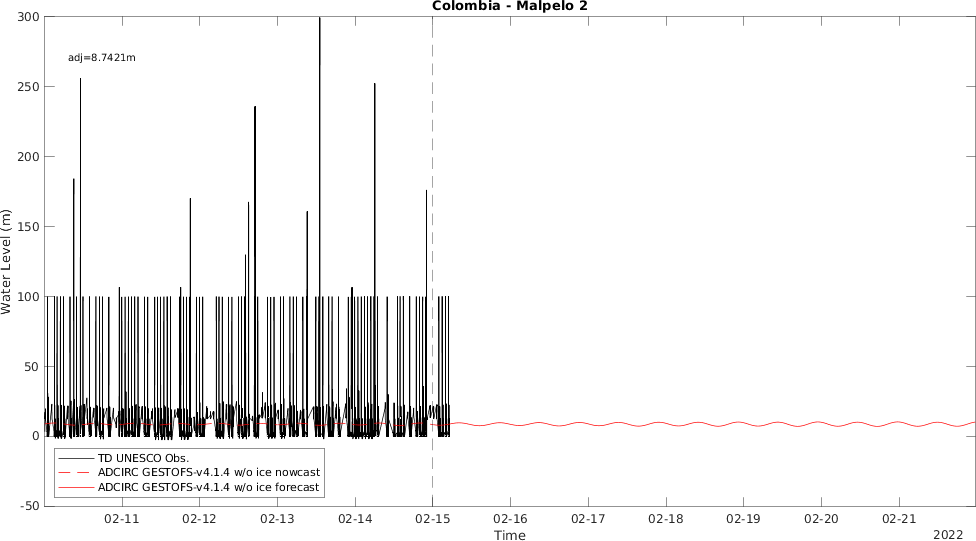 Colombia - Malpelo 2
adj=8.7421m
300
250
200
150
100
50
0
-50
Water Level (m)
TD UNESCO Obs.
ADCIRC GESTOFS-v4.1.4 w/o ice nowcast
ADCIRC GESTOFS-v4.1.4 w/o ice forecast
02-11 02-12 02-13 02-14 02-15 02-16 02-17 02-18 02-19 02-20 02-21
Time
2022